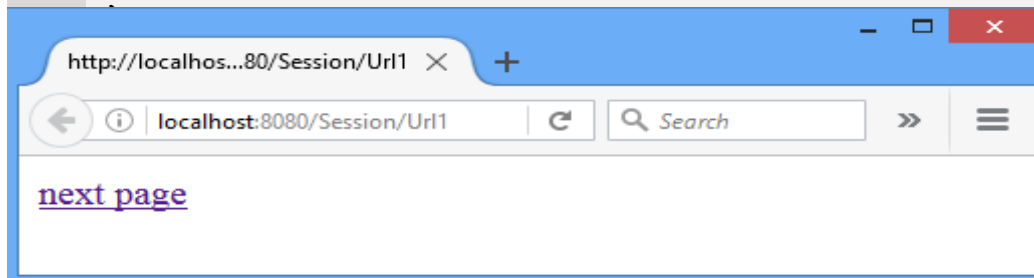 http://localhos...80/Session/Url1
localhost:8080/Session/Url1 Search
next page